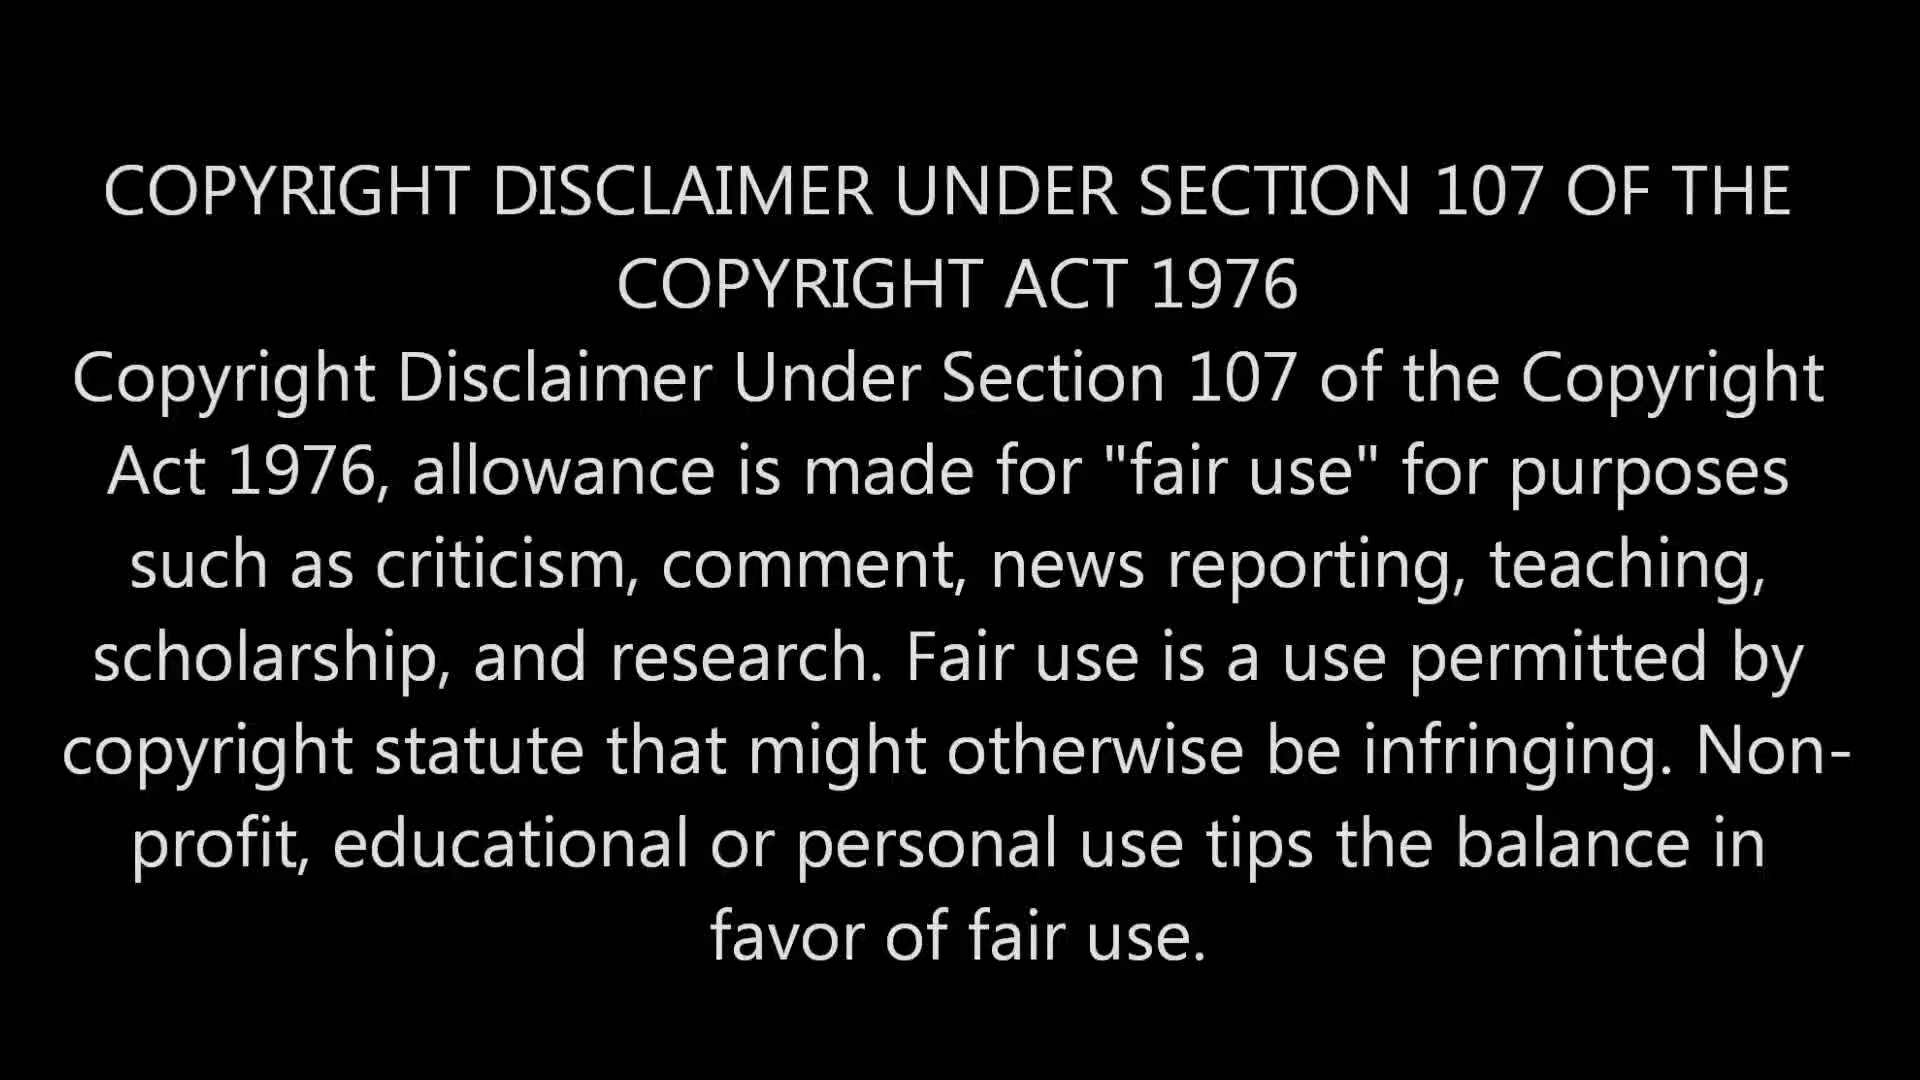 COPYRIGHT DISCLAIMER UNDER SECTION 107 OF THE
COPYRIGHT ACT 1976
Copyright Disclaimer Under Section 107 of the Copyright
Act 1976, allowance is made for "fair use" for purposes
such as criticism, comment, news reporting, teaching,
scholarship, and research. Fair use is a use permitted by
copyright statute that might otherwise be infringing. Non-
profit, educational or personal use tips the balance in
favor of fair use.